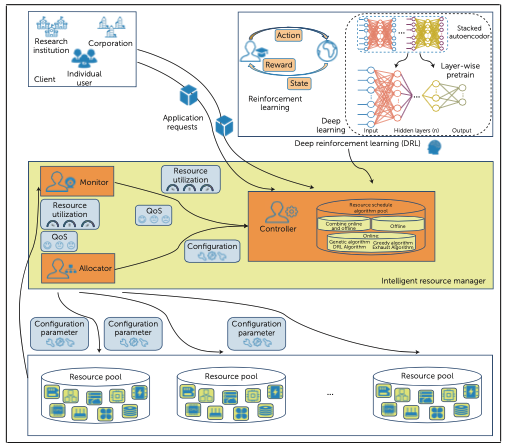 Research
institution
Corporation
Individual
user
Client
Action
Reward
State
Reinforcement
learning
Stacked
autoencoder
Layer-wise
pretrain
Deep
learning
Input
Hidden layers (n)
Output
Deep reinforcement learning (DRL)
Application
requests
Monitor
Resource
utilization
Resource
utilization
QoS
QoS
Configuration
Allocator
Controller
Resource schedule
algorithm pool
Combine online
and offline
Offline
Online
Genetic algorithm
DRL Algorithm
Greedy algorithm
Exhaust Algorithm
Intelligent resource manager
Configuration
parameter
Configuration
parameter
Configuration
parameter
Resource pool
Resource pool
...
Resource pool